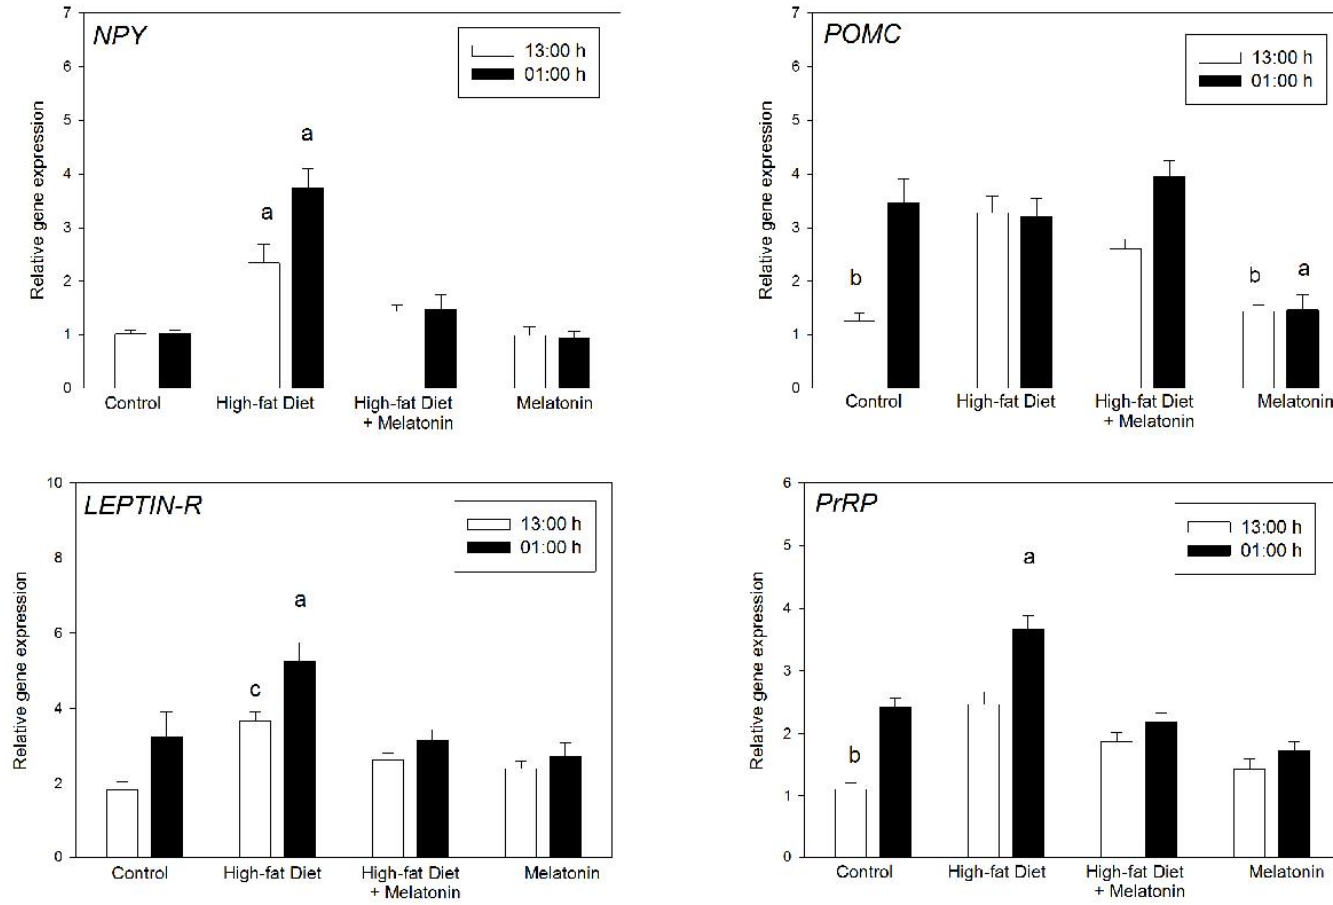 NPY
13:00 h
01:00 h
7
6
5
4
3
2
1
0
Relative gene expression
a
a
Control
High-fat Diet
High-fat Diet
+ Melatonin
Melatonin
POMC
13:00 h
01:00 h
7
6
5
4
3
2
1
0
Relative gene expression
b
b
a
Control
High-fat Diet
High-fat Diet
+ Melatonin
Melatonin
LEPTIN-R
13:00 h
01:00 h
10
8
6
4
2
0
Relative gene expression
c
a
Control
High-fat Diet
High-fat Diet
+ Melatonin
Melatonin
PrRP
13:00 h
01:00 h
6
5
4
3
2
1
0
Relative gene expression
b
a
Control
High-fat Diet
High-fat Diet
+ Melatonin
Melatonin